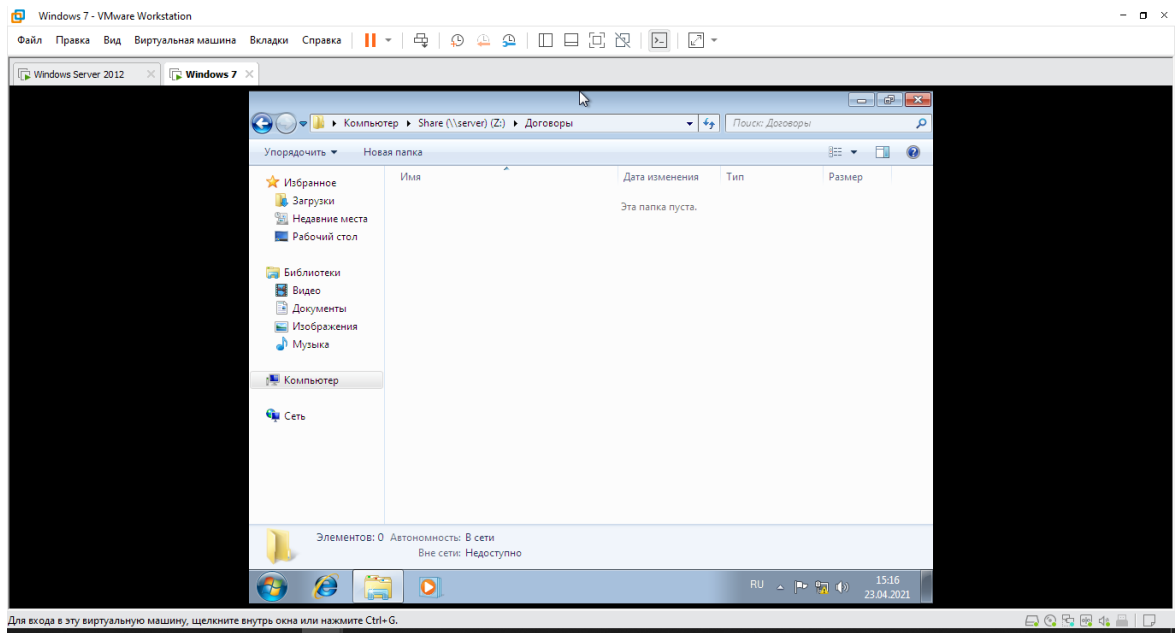 Windows 7 - VMware Workstation
Файл Правка Вид Виртуальная машина Вкладки Справка
Windows Server 2012 Windows 7
Компьютер Share (\\server) (Z:) Договоры Поиск: Договоры
Упорядочить Новая папка
Имя Дата изменения Тип Размер
Эта папка пуста.
Избранное
Загрузки
Недавние места
Рабочий стол
Библиотеки
Видео
Документы
Изображения
Музыка
Компьютер
Сеть
Элементов: 0 Автономность: В сети
Вне сети: Недоступно
RU 15:16
23.04.2021
Для входа в эту виртуальную машину, щелкните внутрь окна или нажмите Ctrl+G.